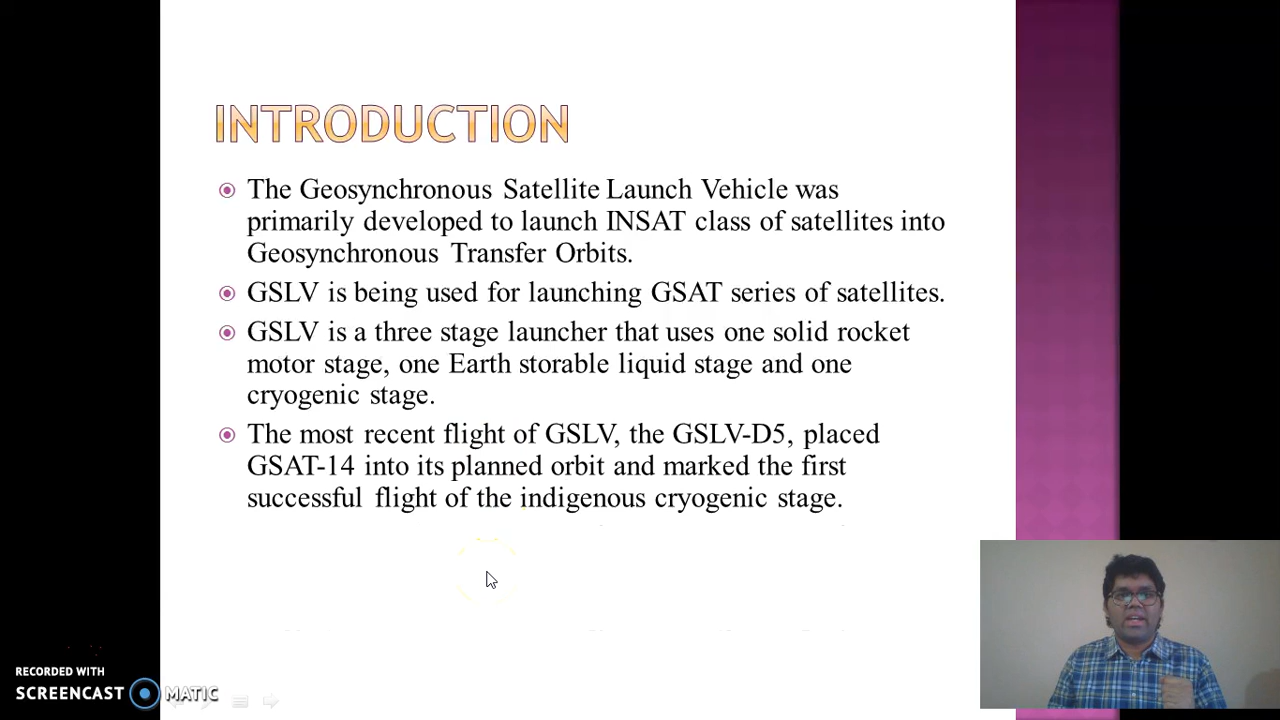 INTRODUCTION
The Geosynchronous Satellite Launch Vehicle was
primarily developed to launch INSAT class of satellites into
Geosynchronous Transfer Orbits.
GSLV is being used for launching GSAT series of satellites.
GSLV is a three stage launcher that uses one solid rocket
motor stage, one Earth storable liquid stage and one
cryogenic stage.
The most recent flight of GSLV, the GSLV-D5, placed
GSAT-14 into its planned orbit and marked the first
successful flight of the indigenous cryogenic stage.
RECORDED WITH
SCREENCAST MATIC